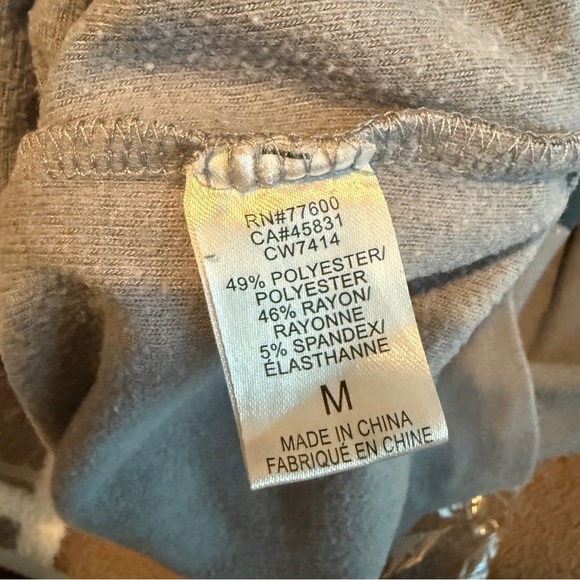 RN#77600
CA#45831
CW7414
49% POLYESTER/
POLYESTER
46% RAYON/
RAYONNE
5% SPANDEX/
ÉLASTHANNE
M
MADE IN CHINA
FABRIQUÉ EN CHINE